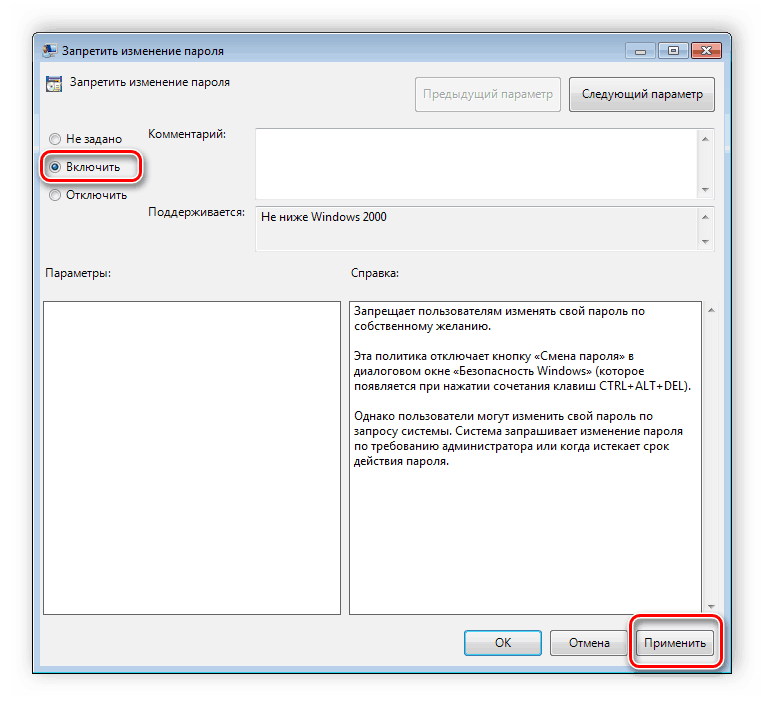 Запретить изменение пароля
Запретить изменение пароля
Предыдущий параметр
Следующий параметр
Не задано
Включить
Отключить
Комментарий:
Поддерживается:
Не ниже Windows 2000
Параметры:
Справка:
Запрещает пользователям изменять свой пароль по
собственному желанию.
Эта политика отключает кнопку «Смена пароля» в
диалоговом окне «Безопасность Windows» (которое
появляется при нажатии сочетания клавиш CTRL+ALT+DEL).
Однако пользователи могут изменить свой пароль по
запросу системы. Система запрашивает изменение пароля
по требованию администратора или когда истекает срок
действия пароля.
ОК
Отмена
Применить